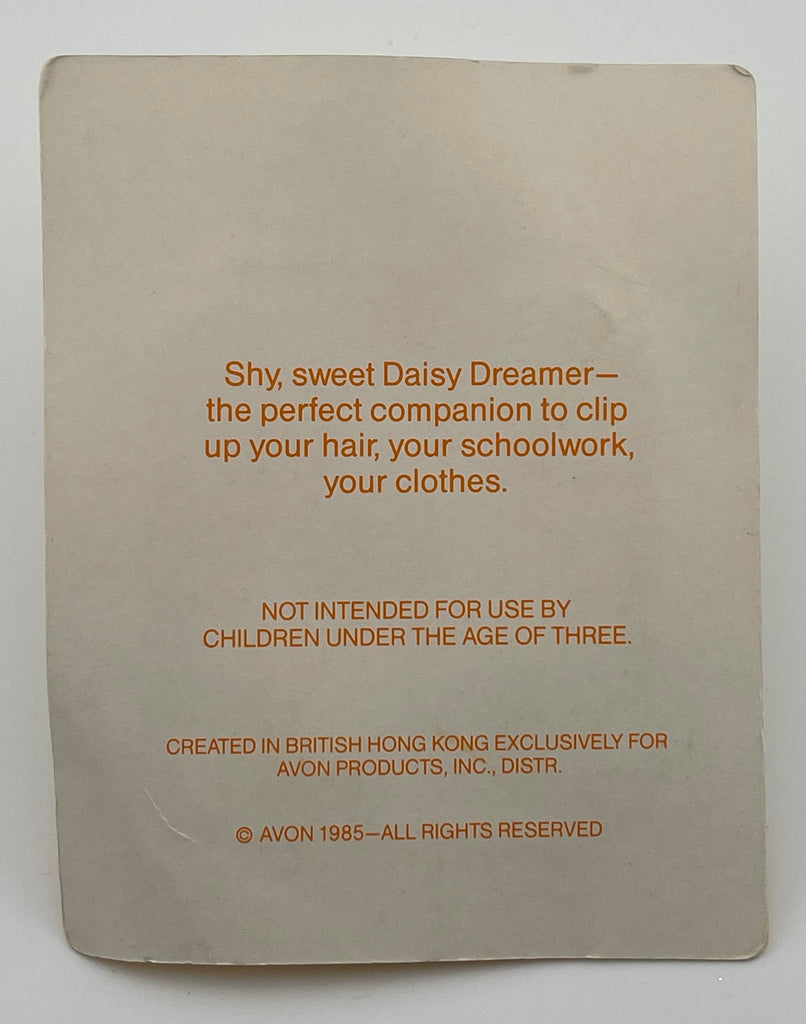 Shy, sweet Daisy Dreamer—
the perfect companion to clip
up your hair, your schoolwork,
your clothes.
NOT INTENDED FOR USE BY
CHILDREN UNDER THE AGE OF THREE.
CREATED IN BRITISH HONG KONG EXCLUSIVELY FOR
AVON PRODUCTS, INC., DISTR.
© AVON 1985—ALL RIGHTS RESERVED